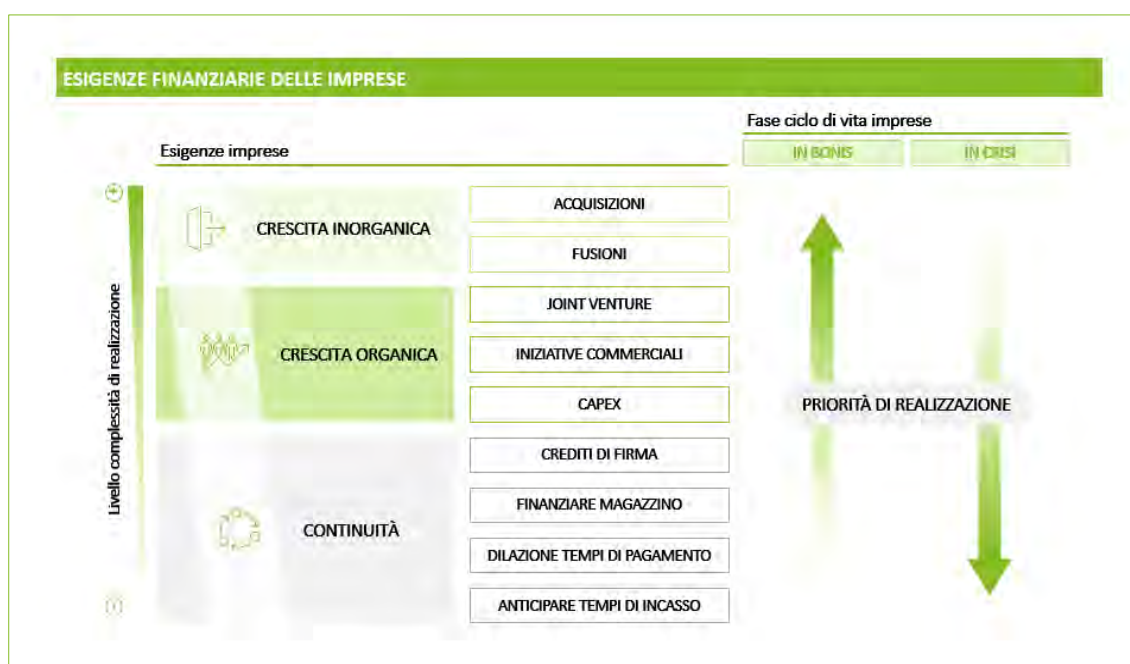 ESIGENZE FINANZIARIE DELLE IMPRESE
Fase ciclo di vita imprese
Esigenze imprese
IN BONIS
IN CRISI
Livello complessità di realizzazione
CRESCITA INORGANICA
ACQUISIZIONI
FUSIONI
CRESCITA ORGANICA
JOINT VENTURE
INIZIATIVE COMMERCIALI
CAPEX
PRIORITÀ DI REALIZZAZIONE
CONTINUITÀ
CREDITI DI FIRMA
FINANZIARE MAGAZZINO
DILAZIONE TEMPI DI PAGAMENTO
ANTICIPARE TEMPI DI INCASSO